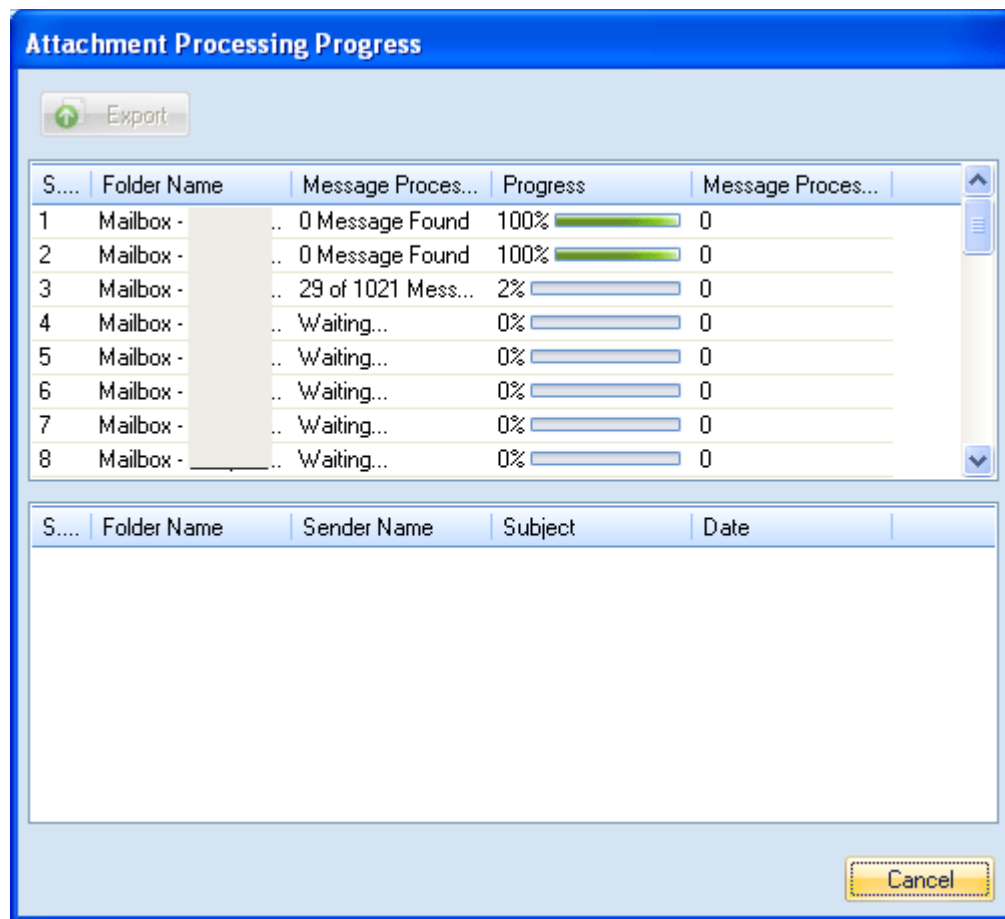 Attachment Processing Progress
Export
S.... Folder Name Message Proces... Progress Message Proces...
1 Mailbox - .. 0 Message Found 100% 0
2 Mailbox - .. 0 Message Found 100% 0
3 Mailbox - .. 29 of 1021 Mess... 2% 0
4 Mailbox - .. Waiting... 0% 0
5 Mailbox - .. Waiting... 0% 0
6 Mailbox - .. Waiting... 0% 0
7 Mailbox - .. Waiting... 0% 0
8 Mailbox - .. Waiting... 0% 0
S.... Folder Name Sender Name Subject Date
Cancel